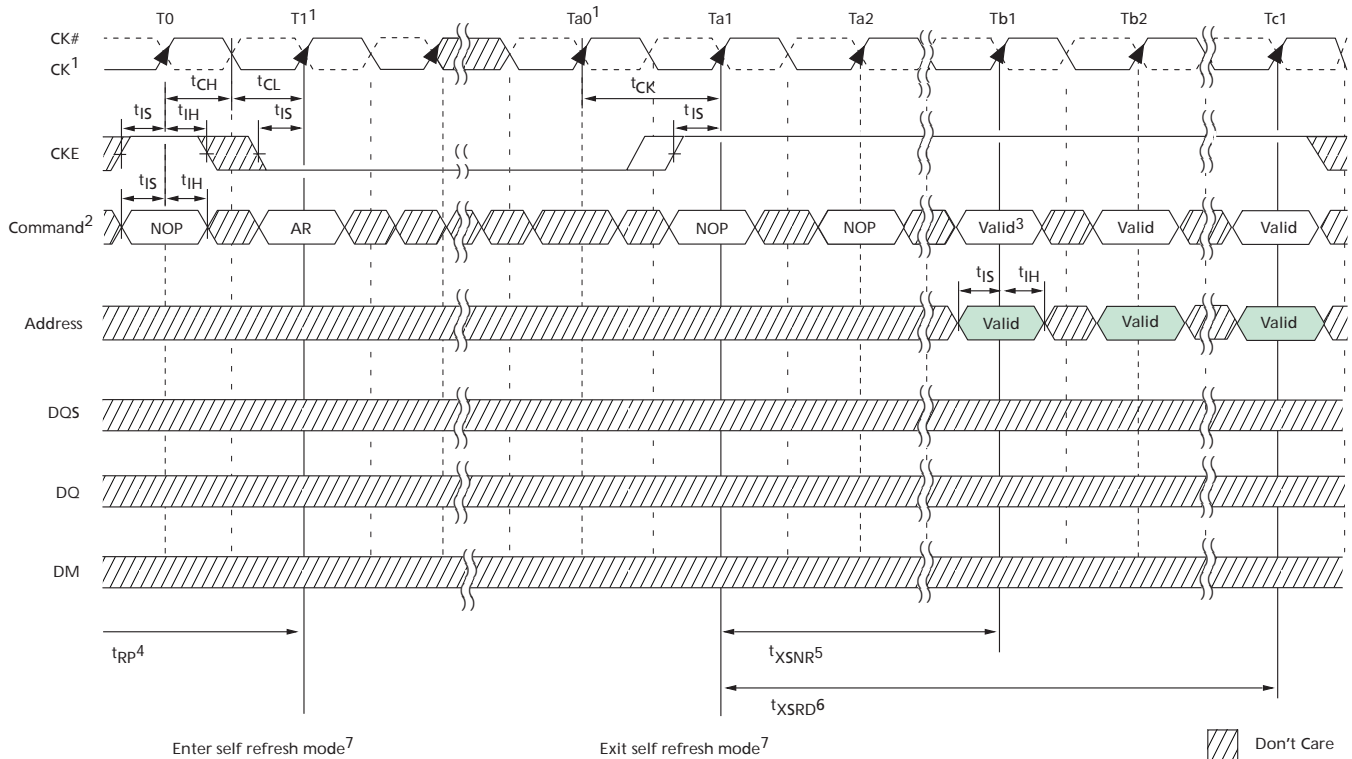 T0 T1¹ Ta0¹ Ta1 Ta2 Tb1 Tb2 Tc1
CK#
CK¹
tCH tCL tCK
tIS tIH tIS tIS
CKE
tIS tIH
Command² NOP AR NOP NOP Valid³ Valid Valid
tIS tIH
Address Valid Valid Valid
DQS
DQ
DM
tRP⁴ tXSNR⁵
tXSRD⁶
Enter self refresh mode⁷ Exit self refresh mode⁷ Don't Care